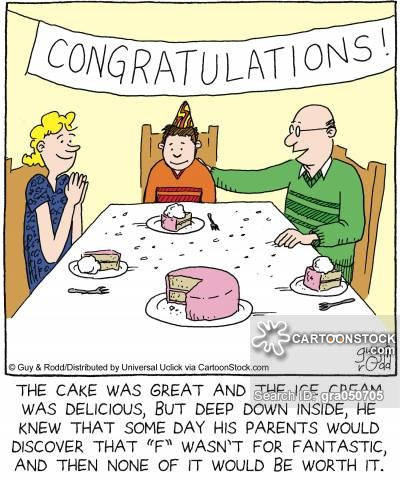 CONGRATULATIONS!
CARTOONSTOCK
.com
Search ID: gra050705
© Guy & Rodd/Distributed by Universal Uclick via CartoonStock.com
THE CAKE WAS GREAT AND THE ICE CREAM
WAS DELICIOUS, BUT DEEP DOWN INSIDE, HE
KNEW THAT SOME DAY HIS PARENTS WOULD
DISCOVER THAT "F" WASN'T FOR FANTASTIC,
AND THEN NONE OF IT WOULD BE WORTH IT.